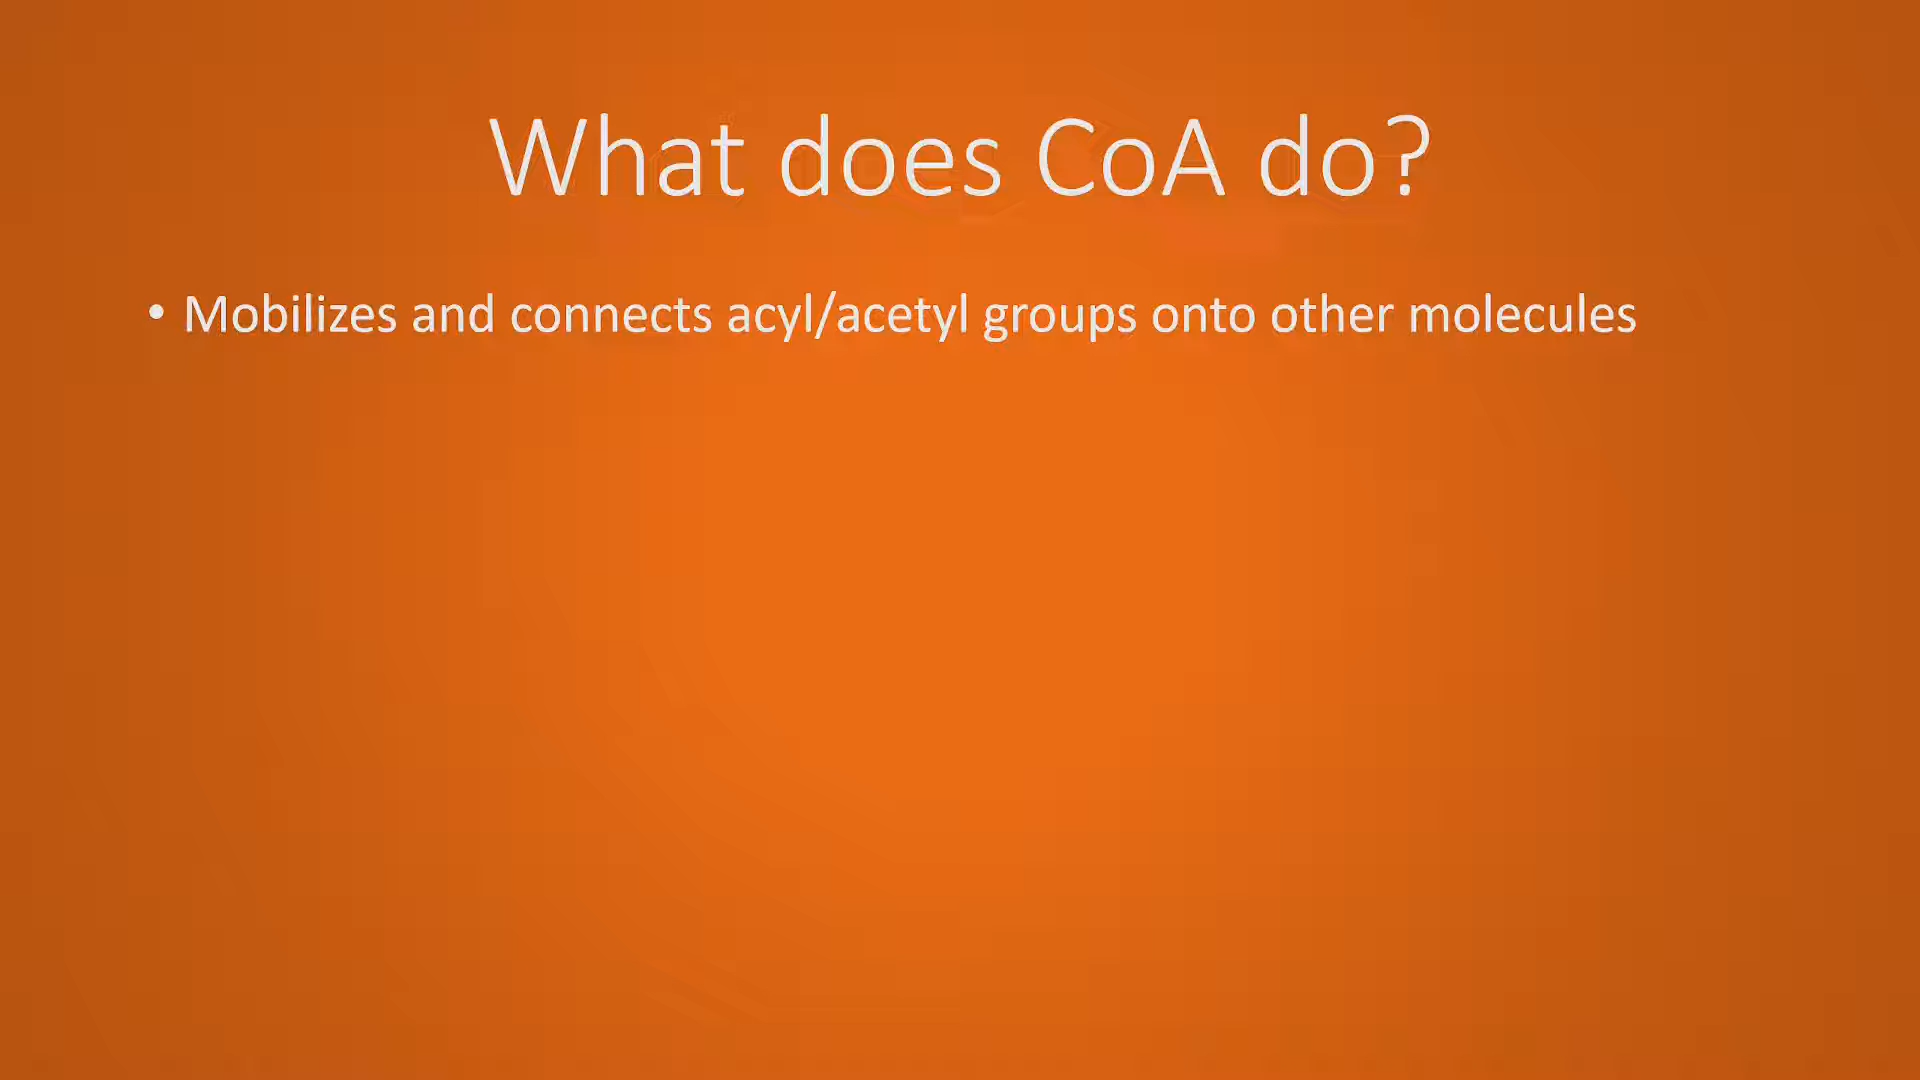 What does CoA do?
• Mobilizes and connects acyl/acetyl groups onto other molecules